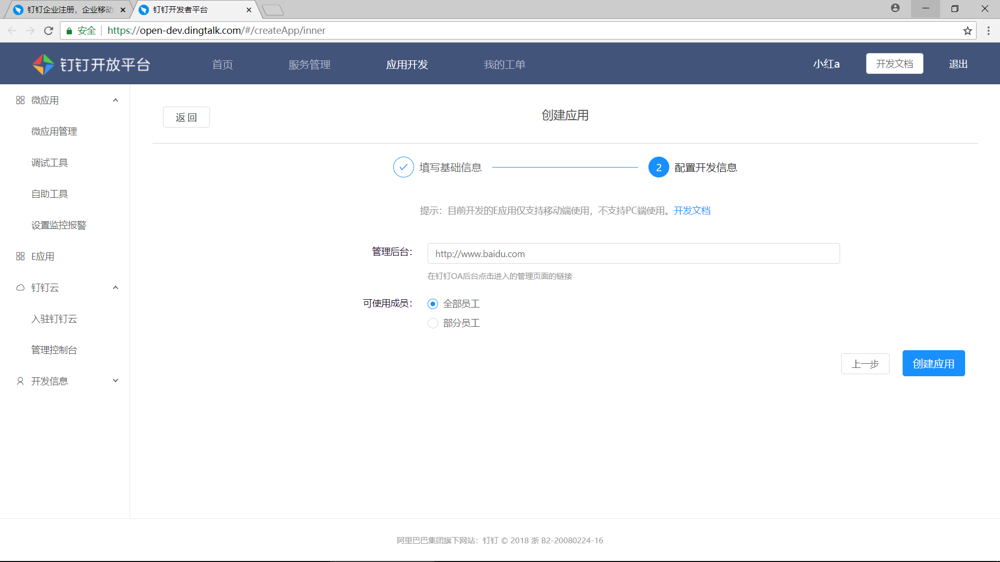 钉钉企业注册，企业移动
钉钉开发者平台
安全 https://open-dev.dingtalk.com/#/createApp/inner
钉钉开放平台 首页 服务管理 应用开发 我的工单 小红a 开发文档 退出
微应用
微应用管理
调试工具
自助工具
设置监控报警
E应用
钉钉云
入驻钉钉云
管理控制台
开发信息
返 回
创建应用
填写基础信息 2 配置开发信息
提示：目前开发的E应用仅支持移动端使用，不支持PC端使用。开发文档
管理后台： http://www.baidu.com
在钉钉OA后台点击进入的管理页面的链接
可使用成员： 全部员工
部分员工
上一步 创建应用
阿里巴巴集团旗下网站：钉钉 © 2018 浙 B2-20080224-16